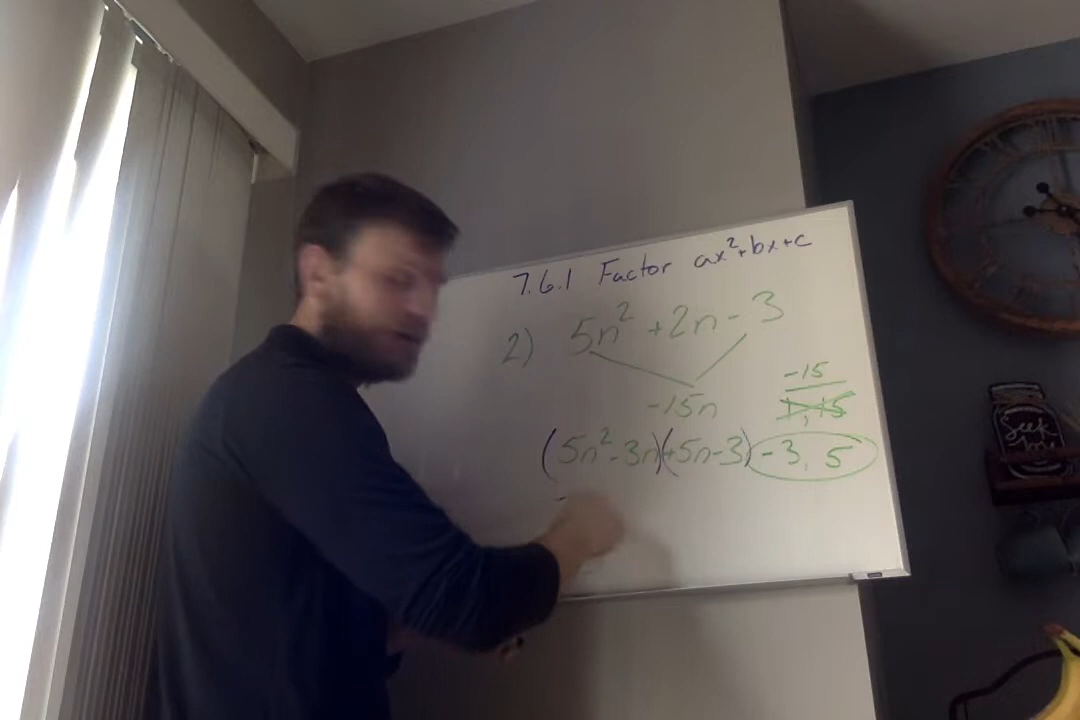 7.6.1 Factor ax²+bx+c
2) 5n² + 2n - 3
-15
-15n
1, 15
(5n² - 3n)(+5n - 3) -3, 5
Seek